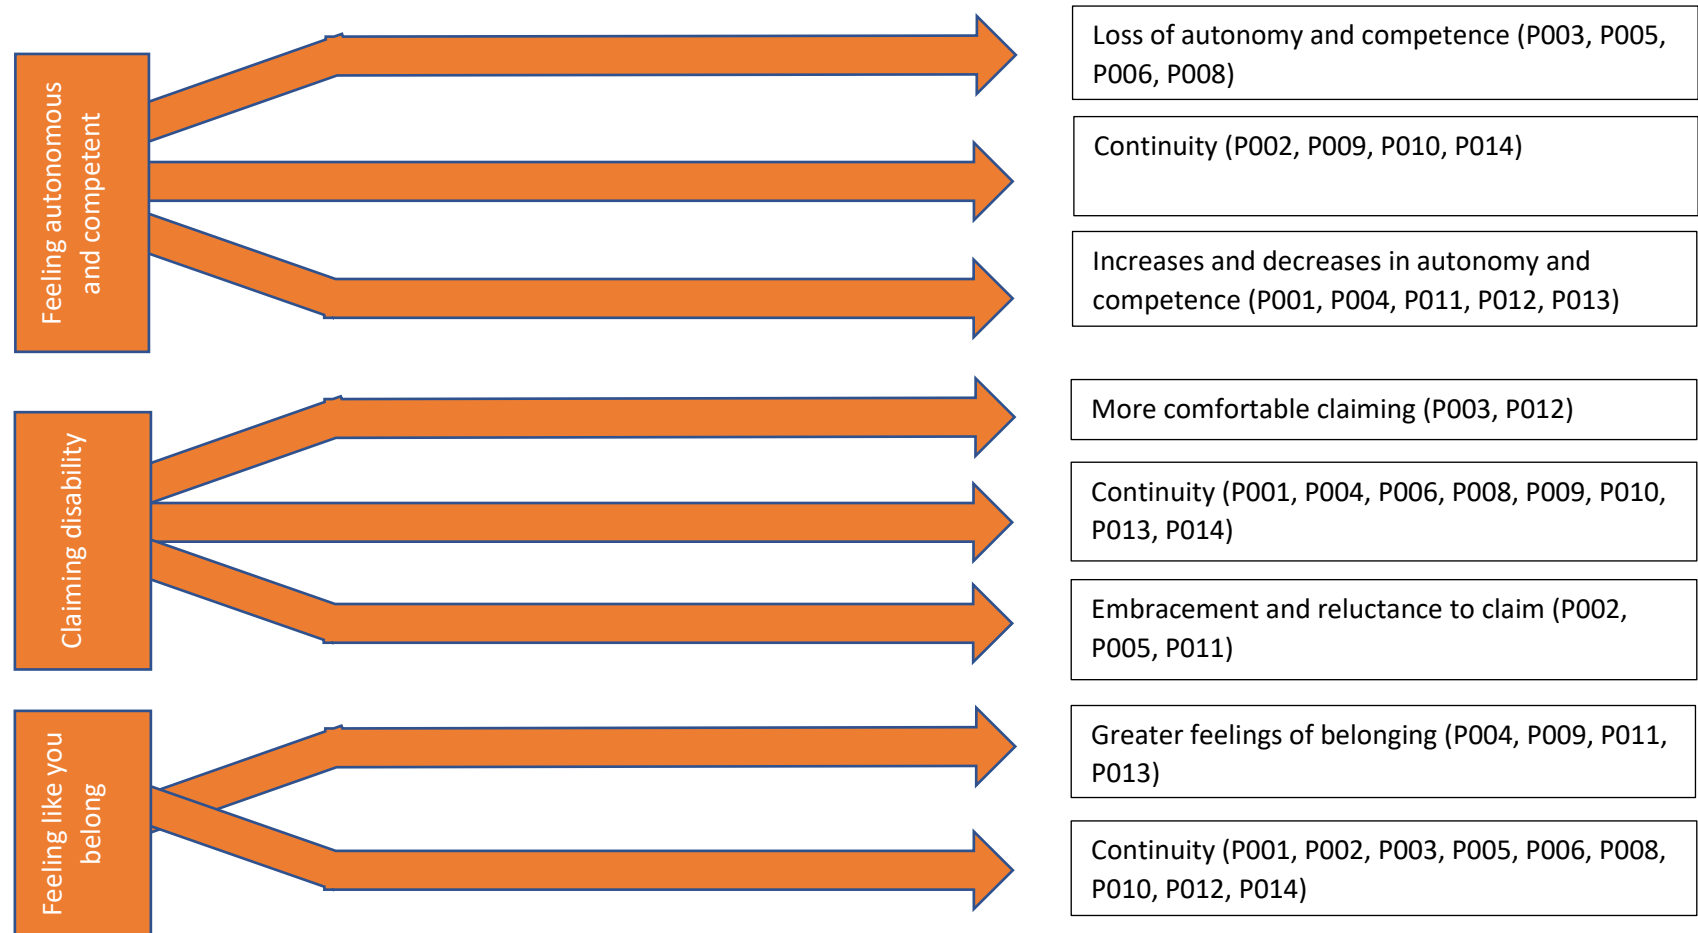 Feeling autonomous
and competent
Loss of autonomy and competence (P003, P005,
P006, P008)
Continuity (P002, P009, P010, P014)
Increases and decreases in autonomy and
competence (P001, P004, P011, P012, P013)
Claiming disability
More comfortable claiming (P003, P012)
Continuity (P001, P004, P006, P008, P009, P010,
P013, P014)
Embracement and reluctance to claim (P002,
P005, P011)
Feeling like you
belong
Greater feelings of belonging (P004, P009, P011,
P013)
Continuity (P001, P002, P003, P005, P006, P008,
P010, P012, P014)